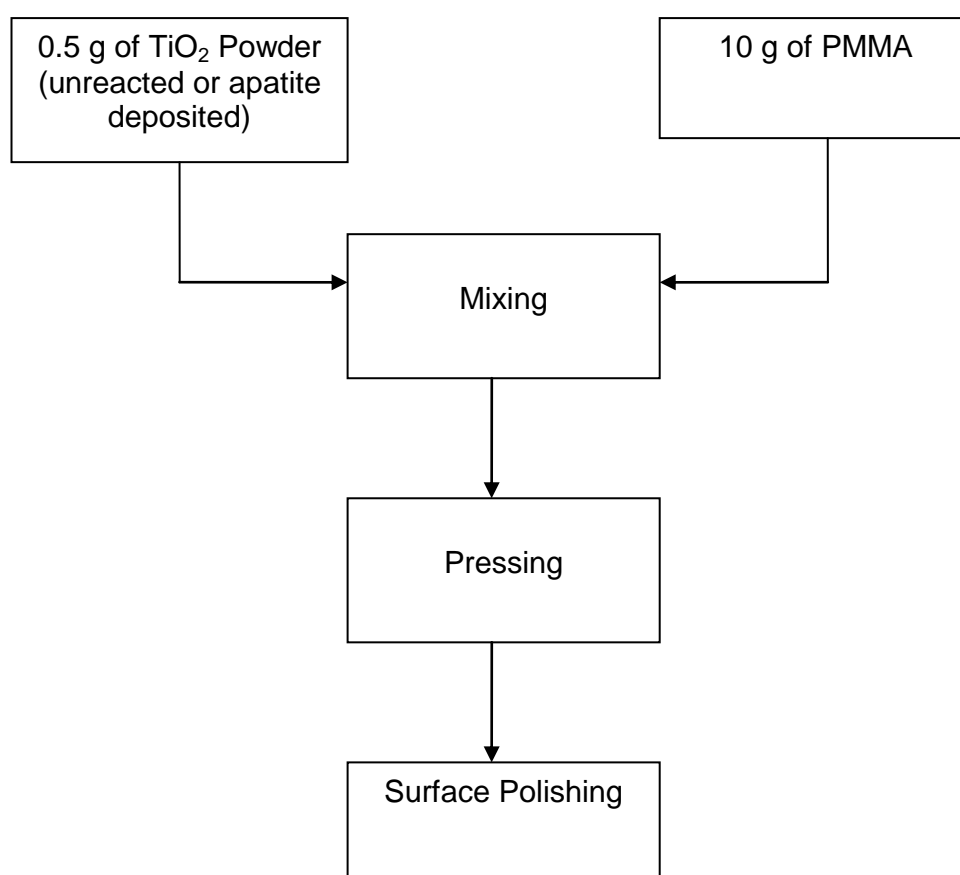 0.5 g of TiO₂ Powder
(unreacted or apatite
deposited)
10 g of PMMA
Mixing
Pressing
Surface Polishing